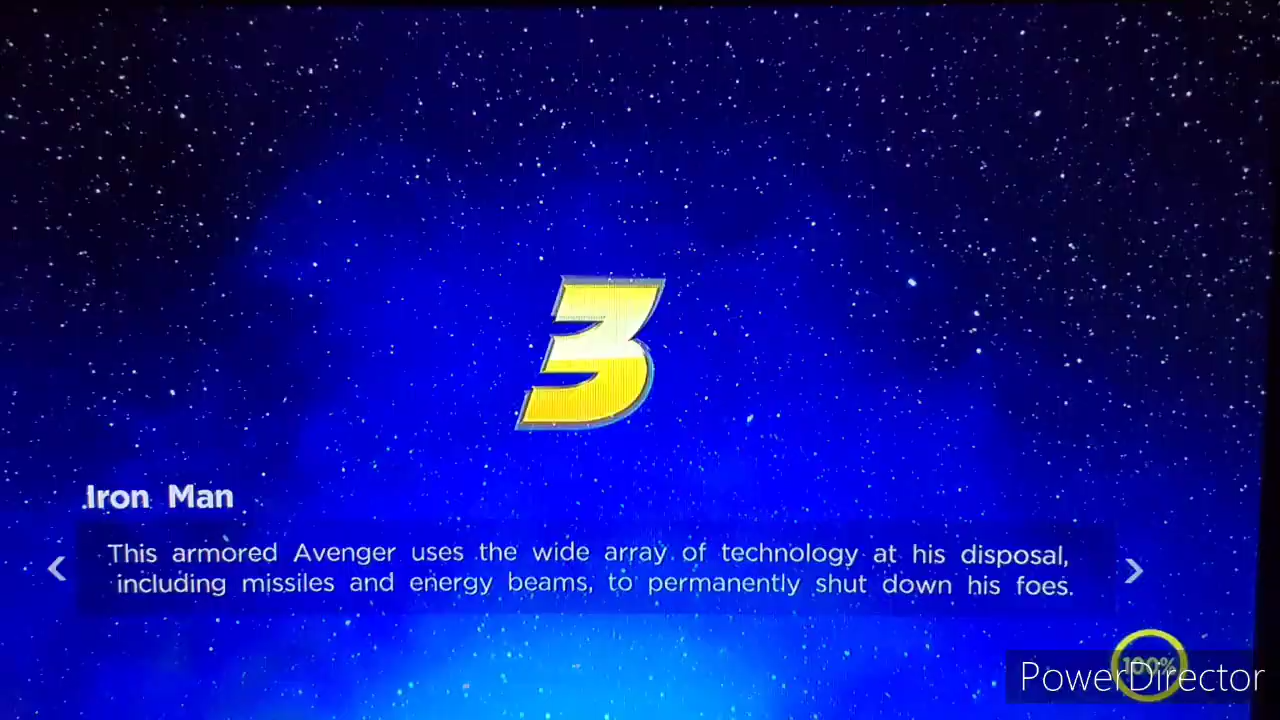 3
Iron Man
This armored Avenger uses the wide array of technology at his disposal,
including missiles and energy beams, to permanently shut down his foes.
100%
PowerDirector